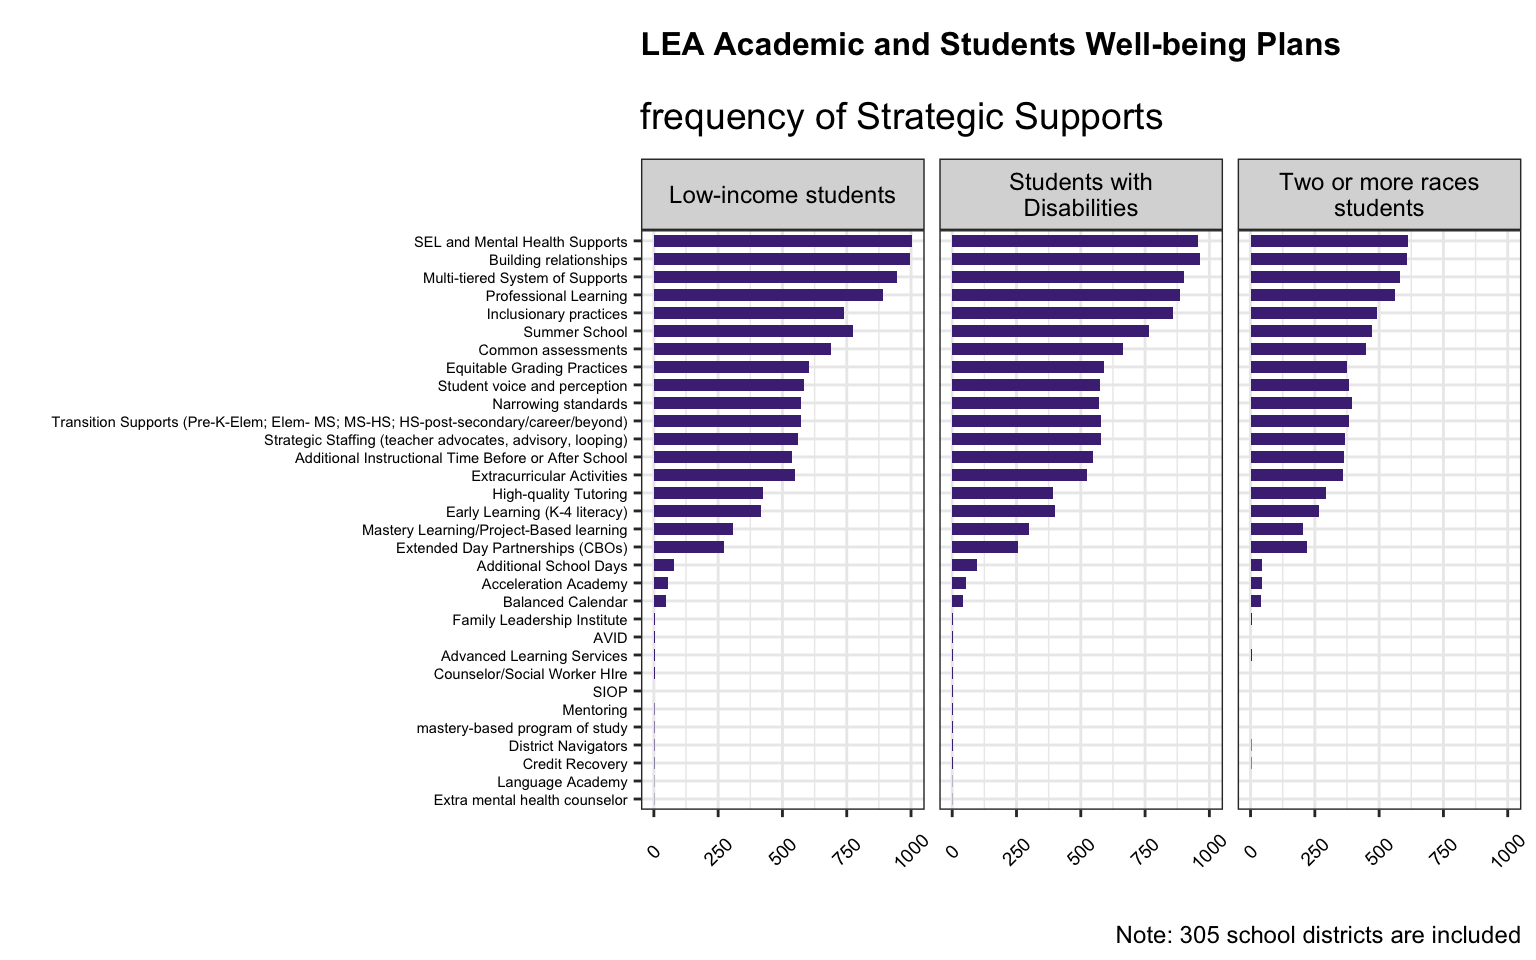 LEA Academic and Students Well-being Plans
frequency of Strategic Supports
Low-income students
Students with
Disabilities
Two or more races
students
SEL and Mental Health Supports
Building relationships
Multi-tiered System of Supports
Professional Learning
Inclusionary practices
Summer School
Common assessments
Equitable Grading Practices
Student voice and perception
Narrowing standards
Transition Supports (Pre-K-Elem; Elem- MS; MS-HS; HS-post-secondary/career/beyond)
Strategic Staffing (teacher advocates, advisory, looping)
Additional Instructional Time Before or After School
Extracurricular Activities
High-quality Tutoring
Early Learning (K-4 literacy)
Mastery Learning/Project-Based learning
Extended Day Partnerships (CBOs)
Additional School Days
Acceleration Academy
Balanced Calendar
Family Leadership Institute
AVID
Advanced Learning Services
Counselor/Social Worker HIre
SIOP
Mentoring
mastery-based program of study
District Navigators
Credit Recovery
Language Academy
Extra mental health counselor
0 250 500 750 1000
0 250 500 750 1000
0 250 500 750 1000
Note: 305 school districts are included